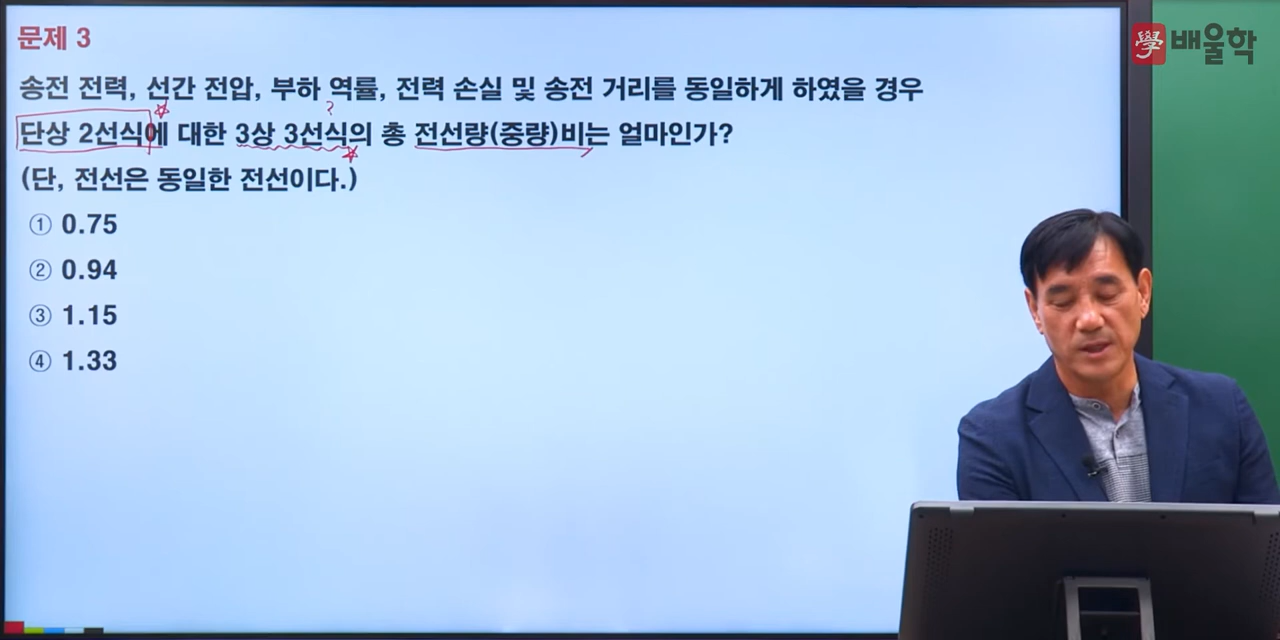 문제 3
學 배울학
송전 전력, 선간 전압, 부하 역률, 전력 손실 및 송전 거리를 동일하게 하였을 경우
?
단상 2선식에 대한 3상 3선식의 총 전선량(중량)비는 얼마인가?
(단, 전선은 동일한 전선이다.)
① 0.75
② 0.94
③ 1.15
④ 1.33